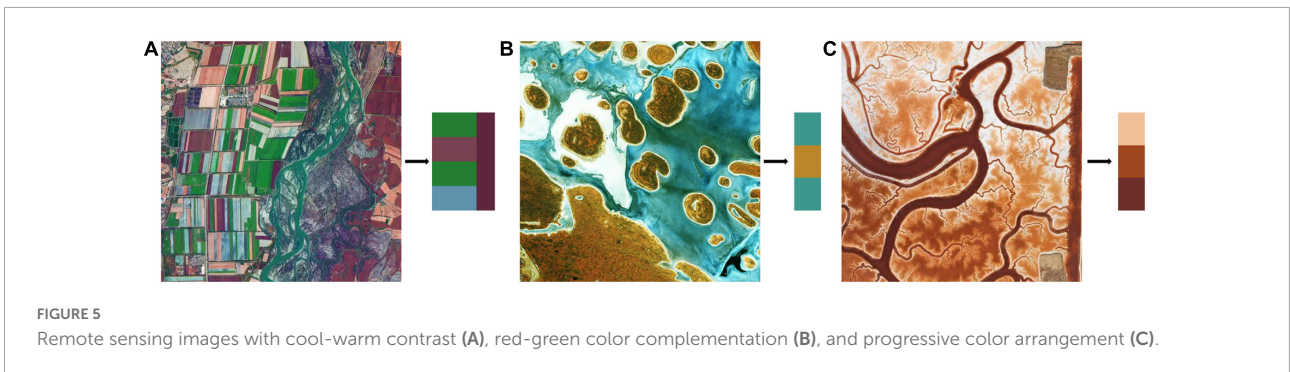 A
B
C
FIGURE 5
Remote sensing images with cool-warm contrast (A), red-green color complementation (B), and progressive color arrangement (C).